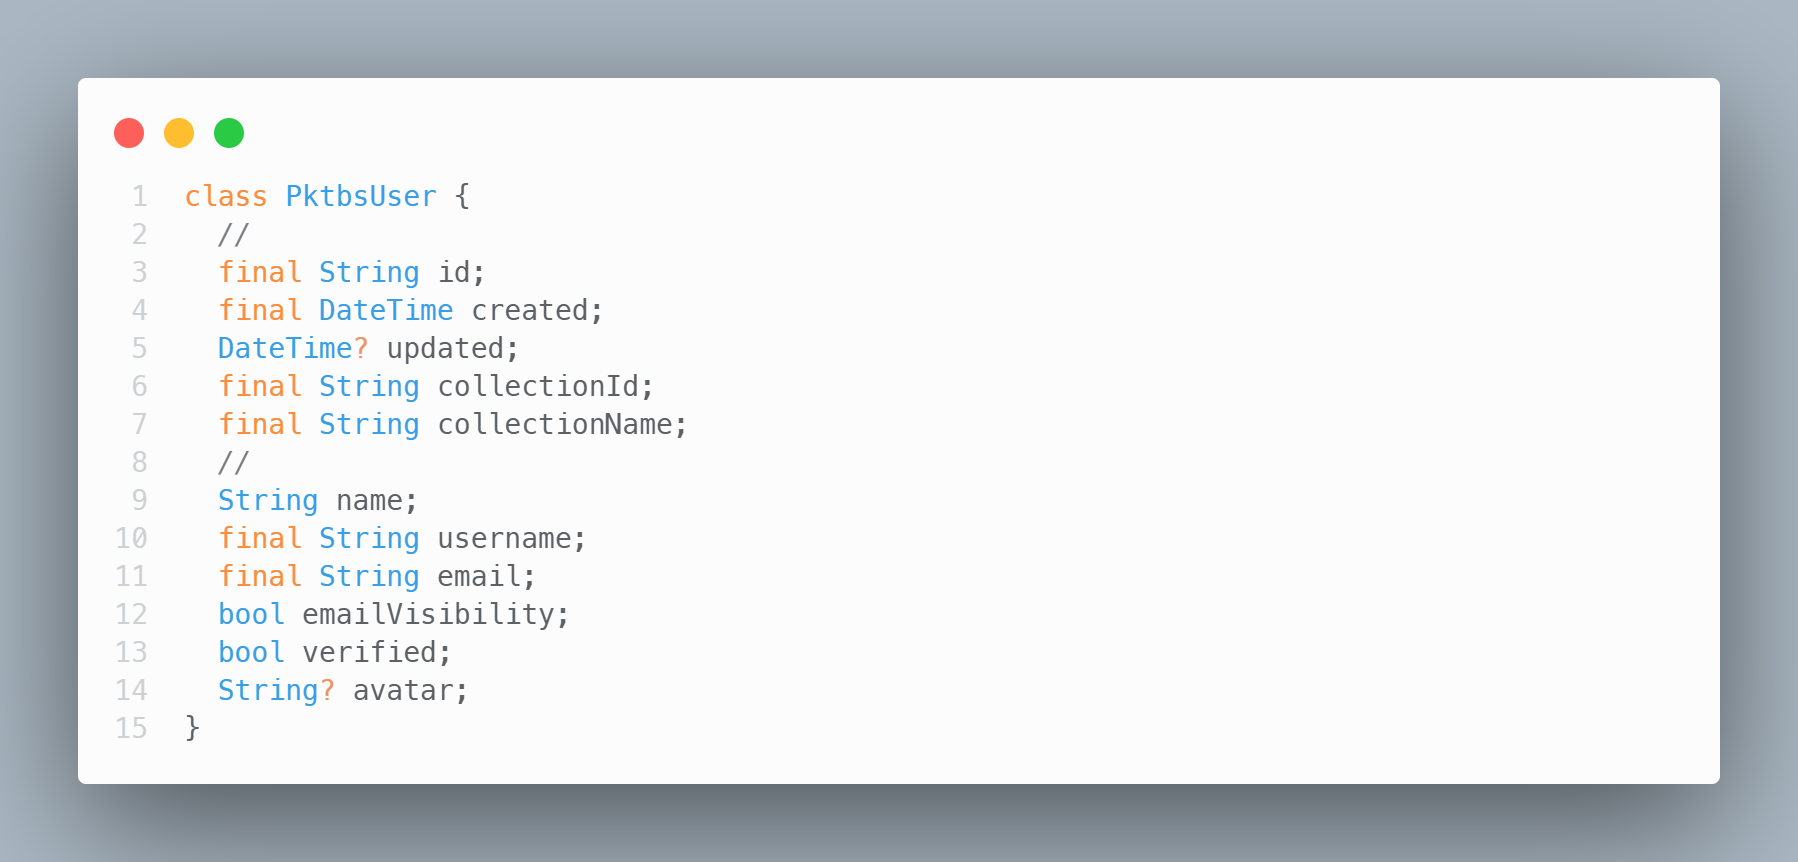 1 class PktbsUser {
2   //
3   final String id;
4   final DateTime created;
5   DateTime? updated;
6   final String collectionId;
7   final String collectionName;
8   //
9   String name;
10   final String username;
11   final String email;
12   bool emailVisibility;
13   bool verified;
14   String? avatar;
15 }